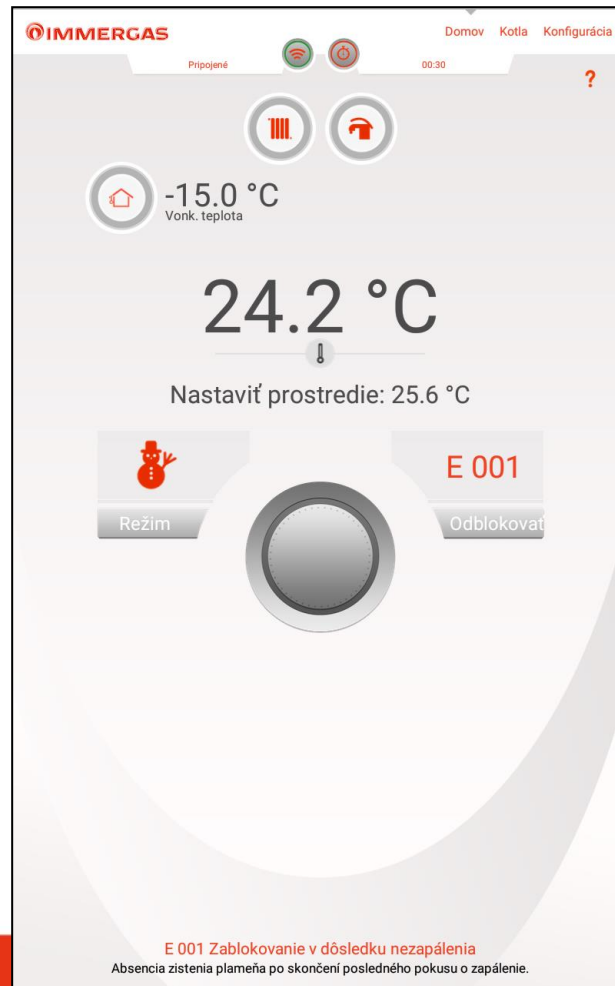 IMMERGAS
Domov Kotla Konfigurácia
Pripojené 00:30
?
-15.0 °C
Vonk. teplota
24.2 °C
Nastaviť prostredie: 25.6 °C
E 001
Režim Odblokovať
E 001 Zablokovanie v dôsledku nezapálenia
Absencia zistenia plameňa po skončení posledného pokusu o zapálenie.